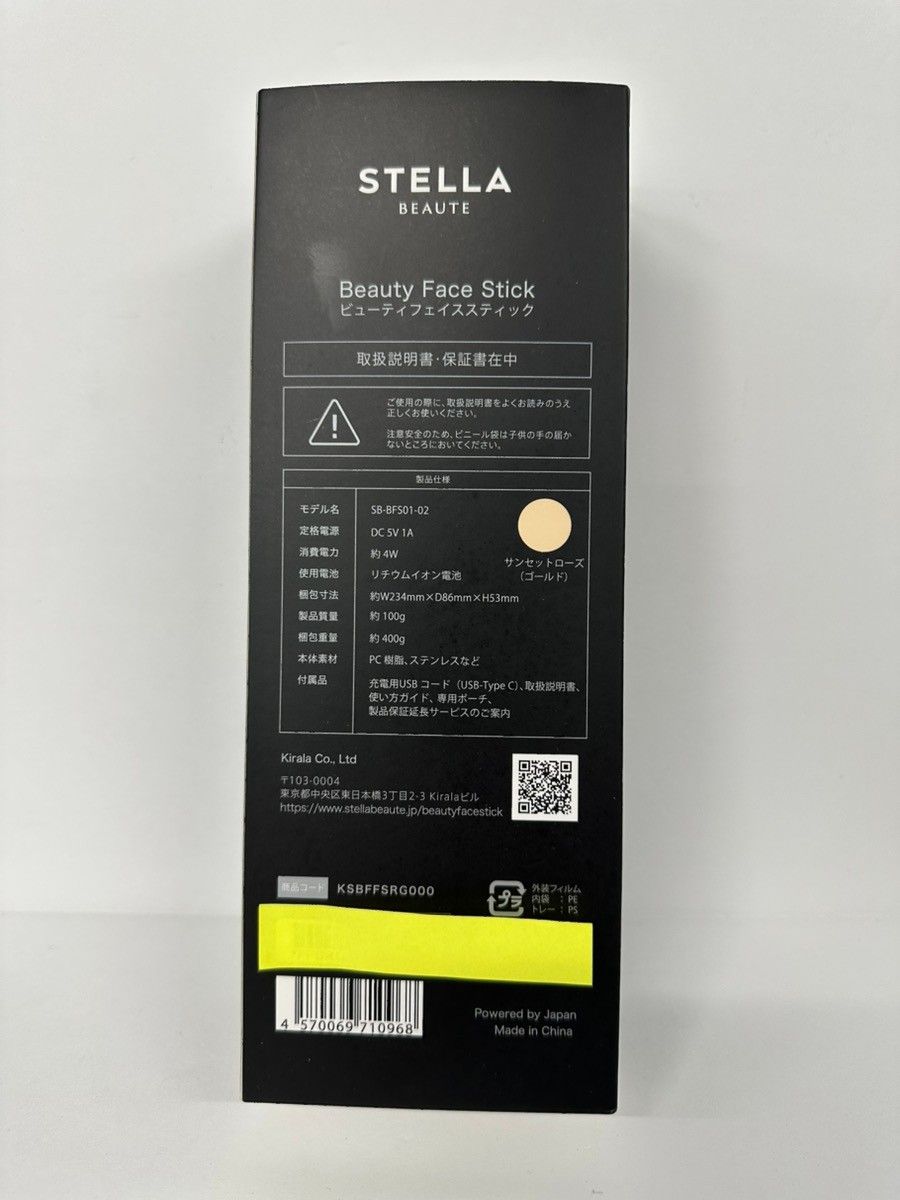 STELLA
BEAUTE
Beauty Face Stick
ビューティフェイススティック
取扱説明書・保証書在中
ご使用の際に、取扱説明書をよくお読みのうえ
正しくお使いください。
注意安全のため、ビニール袋は子供の手の届か
ないところにおいてください。
製品仕様
モデル名 SB-BFS01-02
定格電源 DC 5V 1A
消費電力 約 4W
使用電池 リチウムイオン電池
サンセットローズ
（ゴールド）
梱包寸法 約W234mm×D86mm×H53mm
製品質量 約 100g
梱包重量 約 400g
本体素材 PC 樹脂、ステンレスなど
付属品 充電用USB コード（USB-Type C）、取扱説明書、
使い方ガイド、専用ポーチ、
製品保証延長サービスのご案内
Kirala Co., Ltd
〒103-0004
東京都中央区東日本橋3丁目2-3 Kiralaビル
https://www.stellabeaute.jp/beautyfacestick
商品コード KSBFFSRG000
プラ
外装フィルム
内袋 : PE
トレー : PS
4 570069 710968
Powered by Japan
Made in China